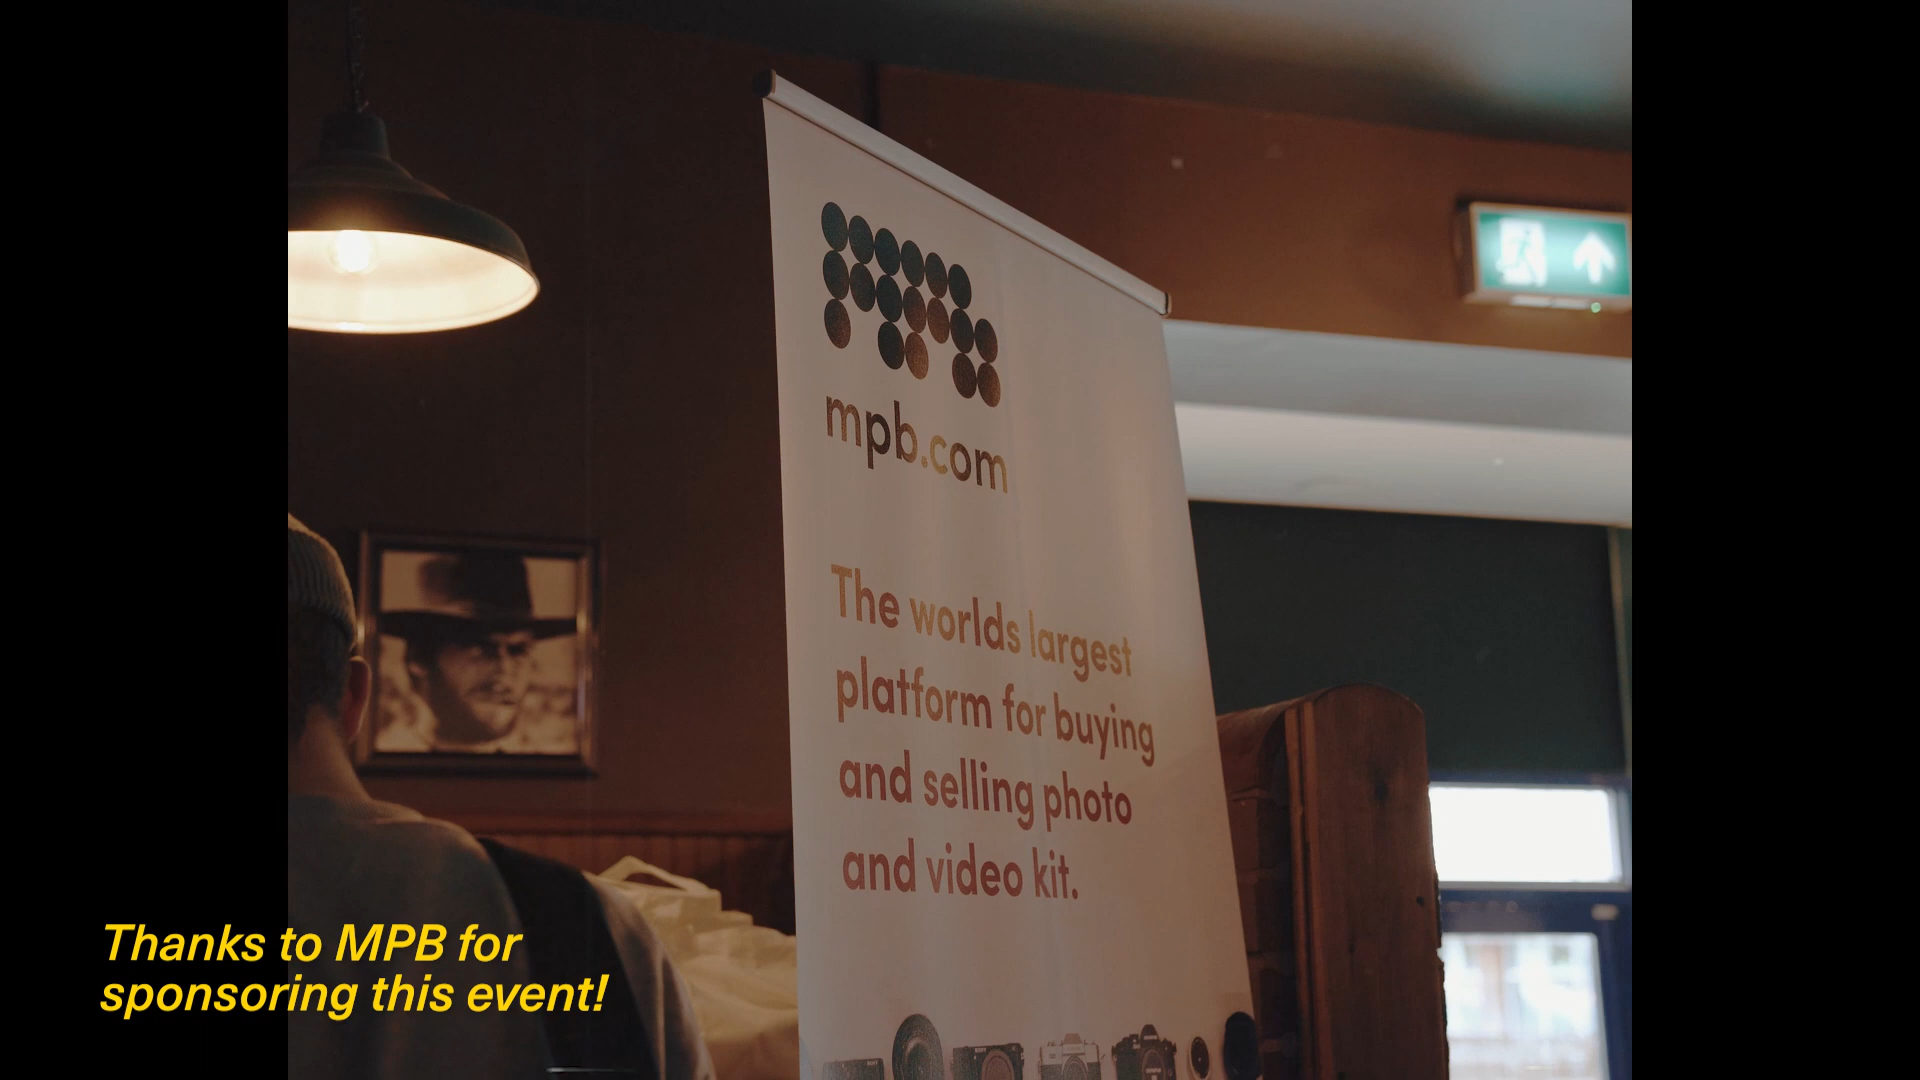 mpb.com
The worlds largest
platform for buying
and selling photo
and video kit.
Thanks to MPB for
sponsoring this event!